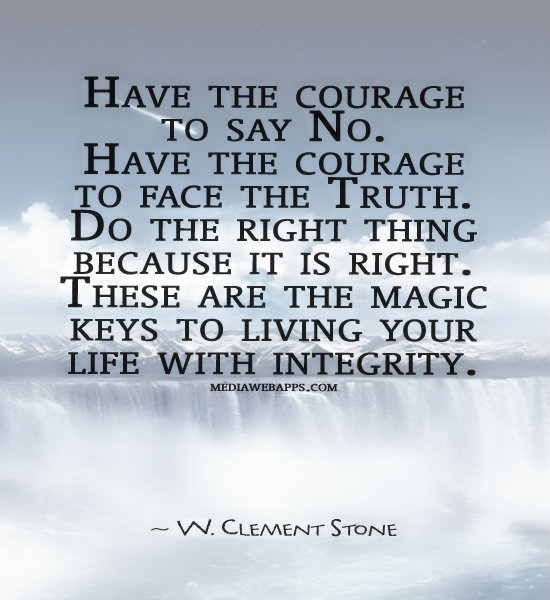 Have the courage
to say No.
Have the courage
to face the Truth.
Do the right thing
because it is right.
These are the magic
keys to living your
life with integrity.
mediawebapps.com
~ W. Clement Stone